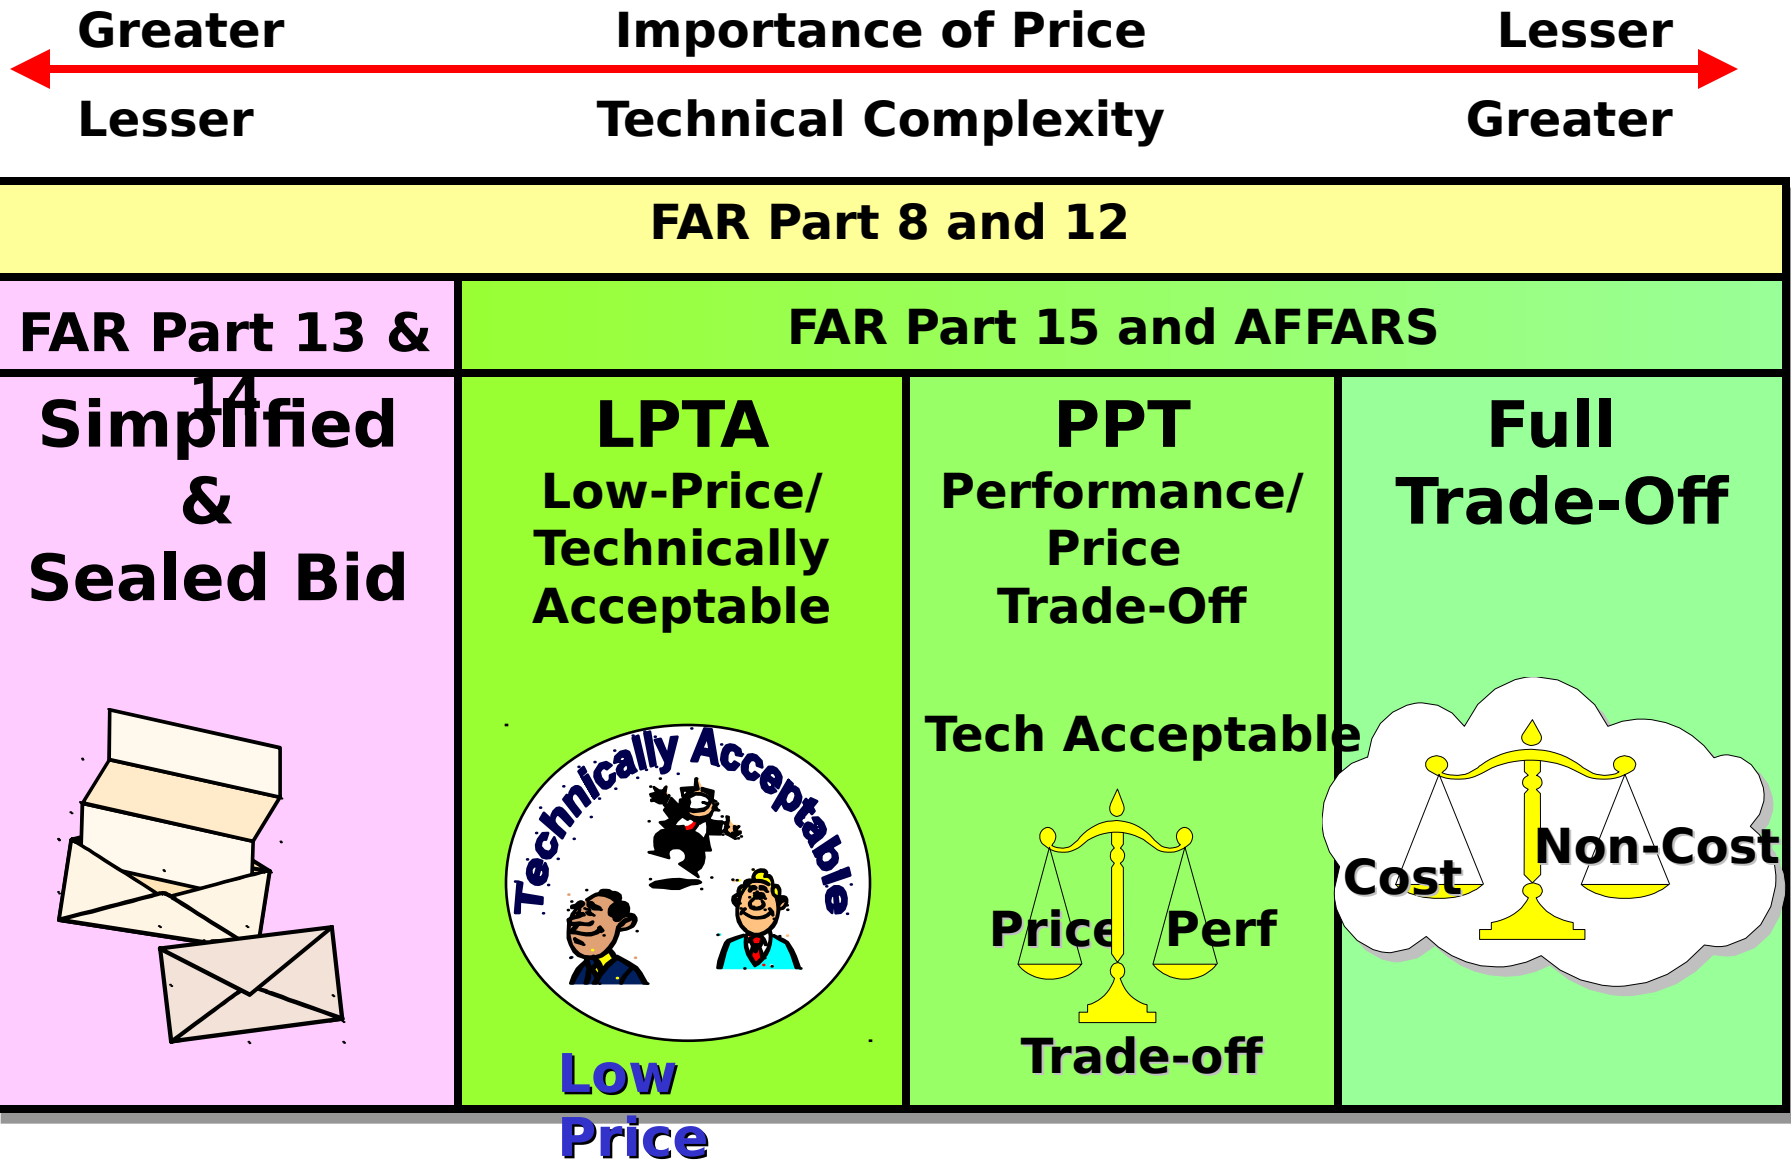 Greater Importance of Price Lesser
Lesser Technical Complexity Greater
FAR Part 8 and 12
FAR Part 13 &
14
FAR Part 15 and AFFARS
Simplified
&
Sealed Bid
LPTA
Low-Price/
Technically
Acceptable
Technically Acceptable
Low
Price
PPT
Performance/
Price
Trade-Off
Tech Acceptable
Price Perf
Trade-off
Full
Trade-Off
Cost Non-Cost